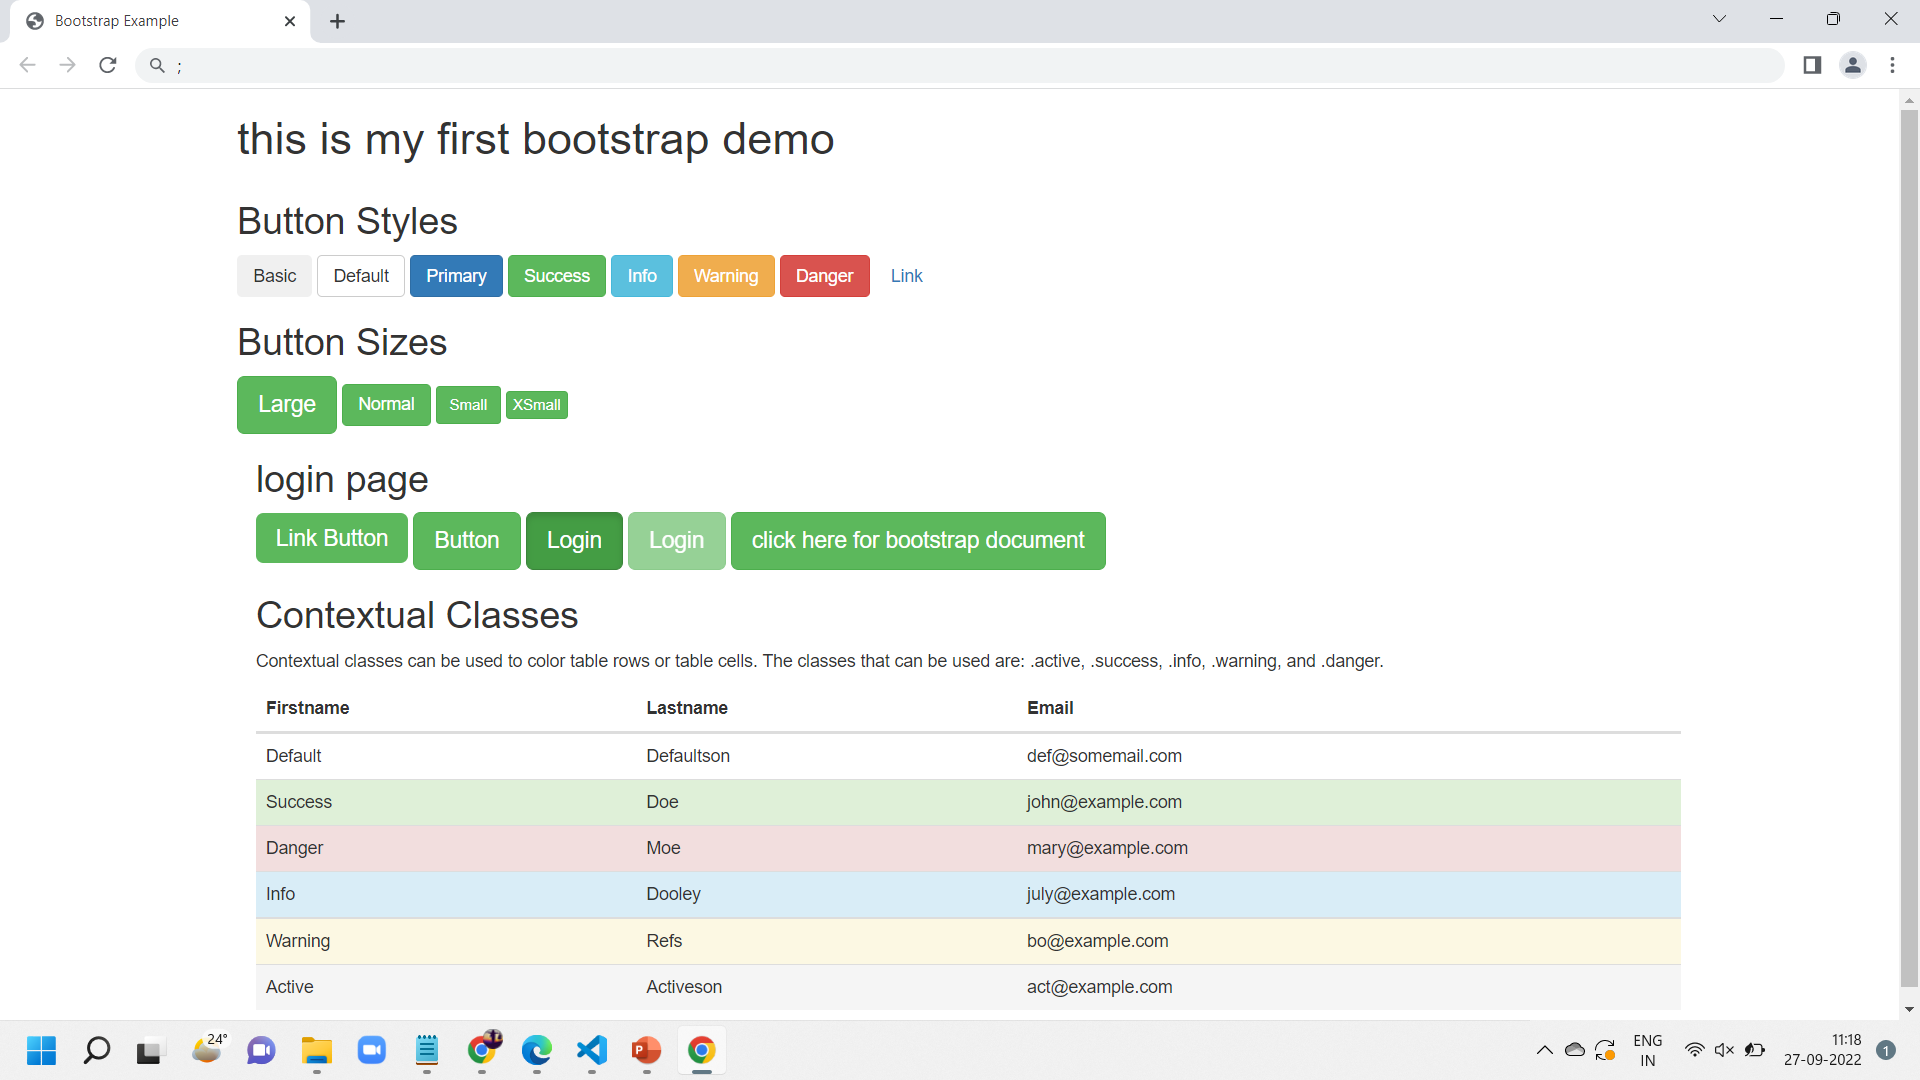 Bootstrap Example
;
this is my first bootstrap demo
Button Styles
Basic Default Primary Success Info Warning Danger Link
Button Sizes
Large Normal Small XSmall
login page
Link Button Button Login Login click here for bootstrap document
Contextual Classes
Contextual classes can be used to color table rows or table cells. The classes that can be used are: .active, .success, .info, .warning, and .danger.
Firstname Lastname Email
Default Defaultson def@somemail.com
Success Doe john@example.com
Danger Moe mary@example.com
Info Dooley july@example.com
Warning Refs bo@example.com
Active Activeson act@example.com
24°
ENG
IN
11:18
27-09-2022
1